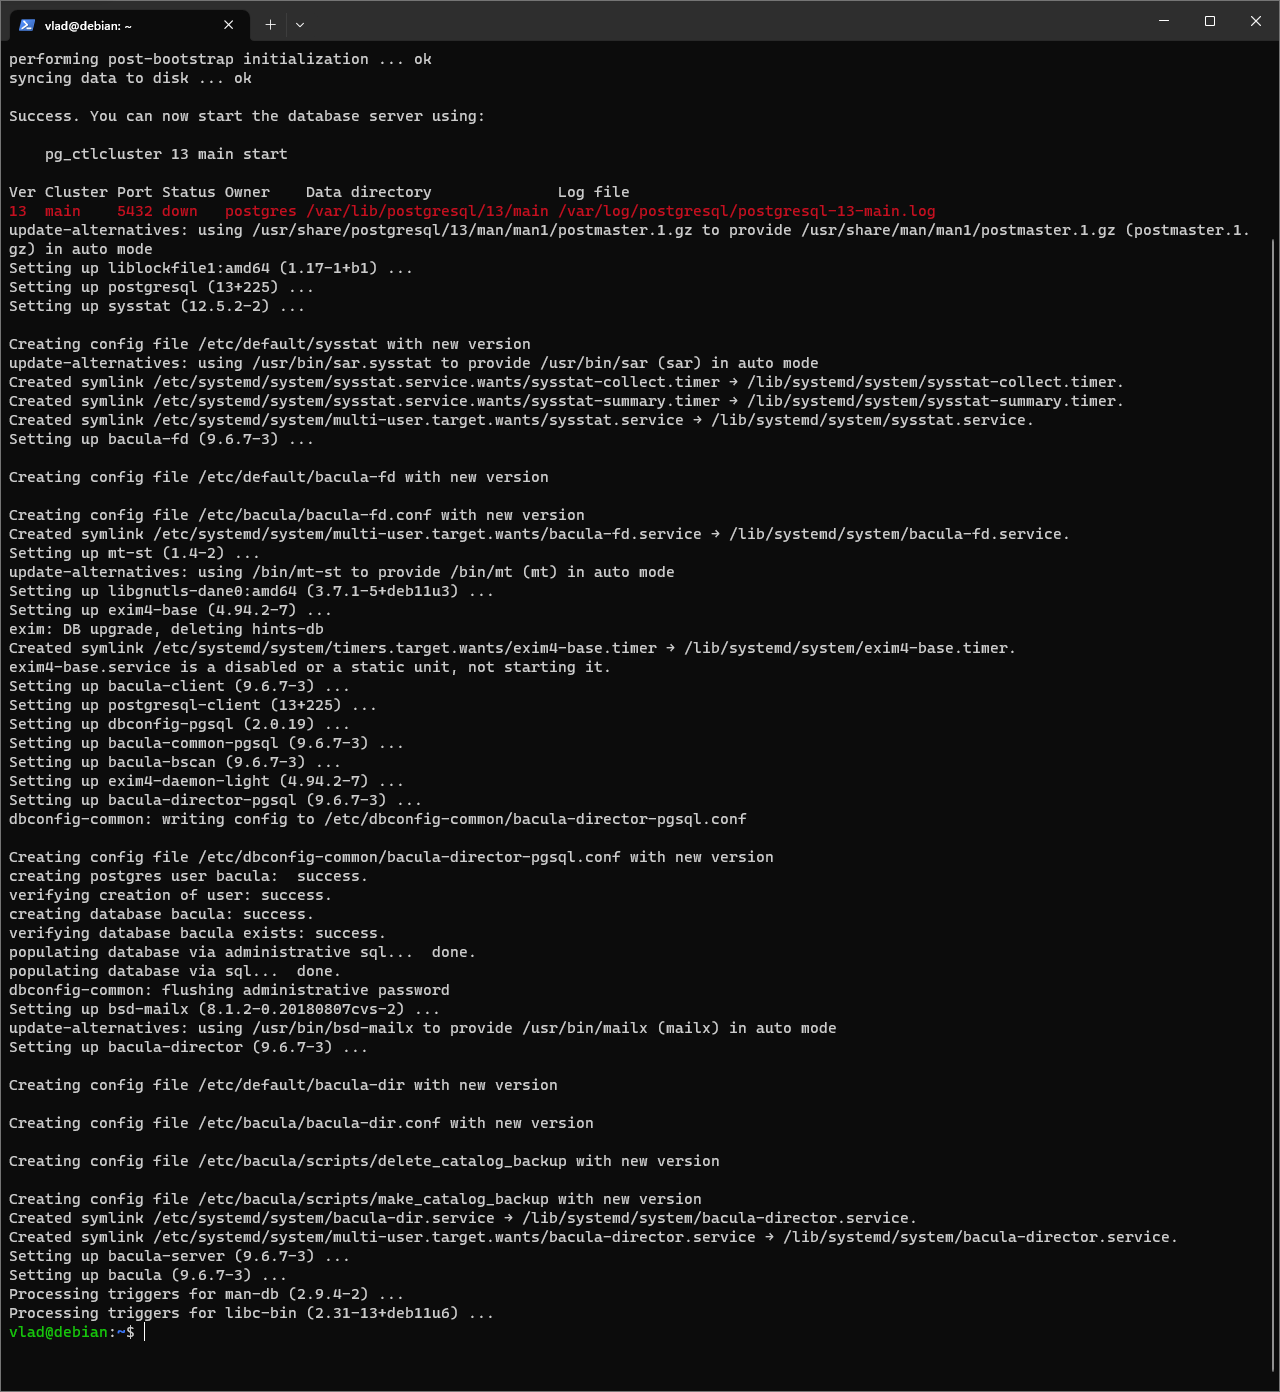 vlad@debian: ~
performing post-bootstrap initialization ... ok
syncing data to disk ... ok
Success. You can now start the database server using:
    pg_ctlcluster 13 main start
Ver Cluster Port Status Owner    Data directory              Log file
13  main    5432 down   postgres /var/lib/postgresql/13/main /var/log/postgresql/postgresql-13-main.log
update-alternatives: using /usr/share/postgresql/13/man/man1/postmaster.1.gz to provide /usr/share/man/man1/postmaster.1.gz (postmaster.1.
gz) in auto mode
Setting up liblockfile1:amd64 (1.17-1+b1) ...
Setting up postgresql (13+225) ...
Setting up sysstat (12.5.2-2) ...
Creating config file /etc/default/sysstat with new version
update-alternatives: using /usr/bin/sar.sysstat to provide /usr/bin/sar (sar) in auto mode
Created symlink /etc/systemd/system/sysstat.service.wants/sysstat-collect.timer → /lib/systemd/system/sysstat-collect.timer.
Created symlink /etc/systemd/system/sysstat.service.wants/sysstat-summary.timer → /lib/systemd/system/sysstat-summary.timer.
Created symlink /etc/systemd/system/multi-user.target.wants/sysstat.service → /lib/systemd/system/sysstat.service.
Setting up bacula-fd (9.6.7-3) ...
Creating config file /etc/default/bacula-fd with new version
Creating config file /etc/bacula/bacula-fd.conf with new version
Created symlink /etc/systemd/system/multi-user.target.wants/bacula-fd.service → /lib/systemd/system/bacula-fd.service.
Setting up mt-st (1.4-2) ...
update-alternatives: using /bin/mt-st to provide /bin/mt (mt) in auto mode
Setting up libgnutls-dane0:amd64 (3.7.1-5+deb11u3) ...
Setting up exim4-base (4.94.2-7) ...
exim: DB upgrade, deleting hints-db
Created symlink /etc/systemd/system/timers.target.wants/exim4-base.timer → /lib/systemd/system/exim4-base.timer.
exim4-base.service is a disabled or a static unit, not starting it.
Setting up bacula-client (9.6.7-3) ...
Setting up postgresql-client (13+225) ...
Setting up dbconfig-pgsql (2.0.19) ...
Setting up bacula-common-pgsql (9.6.7-3) ...
Setting up bacula-bscan (9.6.7-3) ...
Setting up exim4-daemon-light (4.94.2-7) ...
Setting up bacula-director-pgsql (9.6.7-3) ...
dbconfig-common: writing config to /etc/dbconfig-common/bacula-director-pgsql.conf
Creating config file /etc/dbconfig-common/bacula-director-pgsql.conf with new version
creating postgres user bacula:  success.
verifying creation of user: success.
creating database bacula: success.
verifying database bacula exists: success.
populating database via administrative sql...  done.
populating database via sql...  done.
dbconfig-common: flushing administrative password
Setting up bsd-mailx (8.1.2-0.20180807cvs-2) ...
update-alternatives: using /usr/bin/bsd-mailx to provide /usr/bin/mailx (mailx) in auto mode
Setting up bacula-director (9.6.7-3) ...
Creating config file /etc/default/bacula-dir with new version
Creating config file /etc/bacula/bacula-dir.conf with new version
Creating config file /etc/bacula/scripts/delete_catalog_backup with new version
Creating config file /etc/bacula/scripts/make_catalog_backup with new version
Created symlink /etc/systemd/system/bacula-dir.service → /lib/systemd/system/bacula-director.service.
Created symlink /etc/systemd/system/multi-user.target.wants/bacula-director.service → /lib/systemd/system/bacula-director.service.
Setting up bacula-server (9.6.7-3) ...
Setting up bacula (9.6.7-3) ...
Processing triggers for man-db (2.9.4-2) ...
Processing triggers for libc-bin (2.31-13+deb11u6) ...
vlad@debian:~$